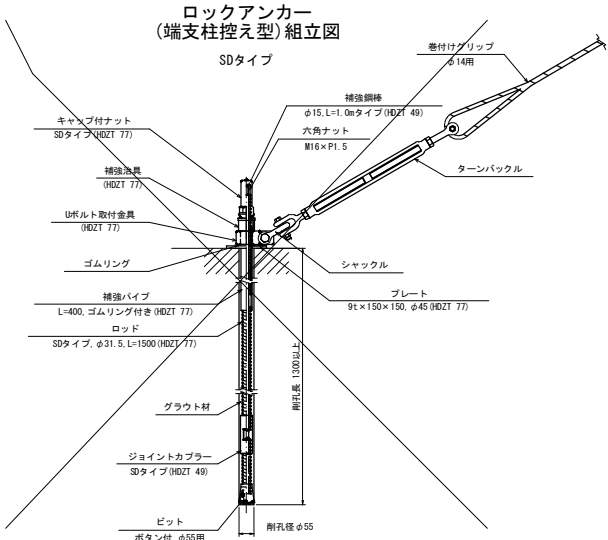 ロックアンカー
(端支柱控え型)組立図
SDタイプ
巻付けグリップ
φ14用
補強鋼棒
φ15,L=1.0mタイプ(HDZT 49)
キャップ付ナット
SDタイプ(HDZT 77)
六角ナット
M16×P1.5
ターンバックル
補強治具
(HDZT 77)
Uボルト取付金具
(HDZT 77)
ゴムリング
シャックル
補強パイプ
L=400,ゴムリング付き(HDZT 77)
プレート
9t×150×150,φ45(HDZT 77)
ロッド
SDタイプ,φ31.5,L=1500(HDZT 77)
削孔長 1300以上
グラウト材
ジョイントカプラー
SDタイプ(HDZT 49)
ビット
ボタン付 φ55用
削孔径φ55